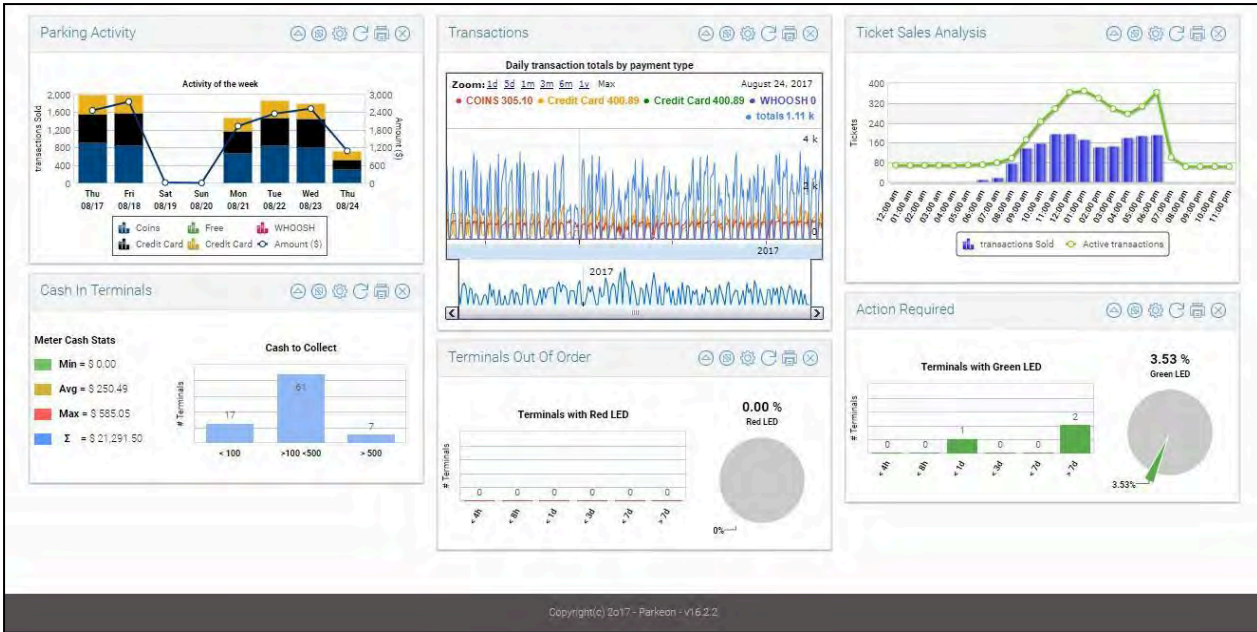 Parking Activity
Activity of the week
transactions Sold
2,000
1,600
1,200
800
400
0
3,000
2,400
1,800
1,200
600
0
Amount ($)
Thu Fri Sat Sun Mon Tue Wed Thu
08/17 08/18 08/19 08/20 08/21 08/22 08/23 08/24
Coins Free WHOOSH
Credit Card Credit Card Amount ($)
Cash In Terminals
Meter Cash Stats
Min = $ 0.00
Avg = $ 250.49
Max = $ 585.05
Σ = $ 21,291.50
Cash to Collect
# Terminals
17 61 7
< 100 >100 <500 > 500
Transactions
Daily transaction totals by payment type
Zoom: 1d 5d 1m 3m 6m 1y Max August 24, 2017
COINS 305.10 Credit Card 400.89 Credit Card 400.89 WHOOSH 0
totals 1.11 k
4 k
2 k
0
2017
2017
Terminals Out Of Order
Terminals with Red LED
# Terminals
0 0 0 0 0 0
< 4h < 8h < 1d < 3d < 7d > 7d
0.00 %
Red LED
0%
Ticket Sales Analysis
Tickets
400
320
240
160
80
0
12:00 am 01:00 am 02:00 am 03:00 am 04:00 am 05:00 am 06:00 am 07:00 am 08:00 am 09:00 am 10:00 am 11:00 am 12:00 pm 01:00 pm 02:00 pm 03:00 pm 04:00 pm 05:00 pm 06:00 pm 07:00 pm 08:00 pm 09:00 pm 10:00 pm 11:00 pm
transactions Sold Active transactions
Action Required
Terminals with Green LED
# Terminals
0 0 1 0 0 2
< 4h < 8h < 1d < 3d < 7d > 7d
3.53 %
Green LED
3.53%
Copyright(c) 2o17 - Parkeon - v16.2.2